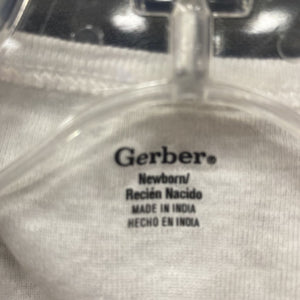 Gerber®
Newborn/
Recién Nacido
MADE IN INDIA
HECHO EN INDIA